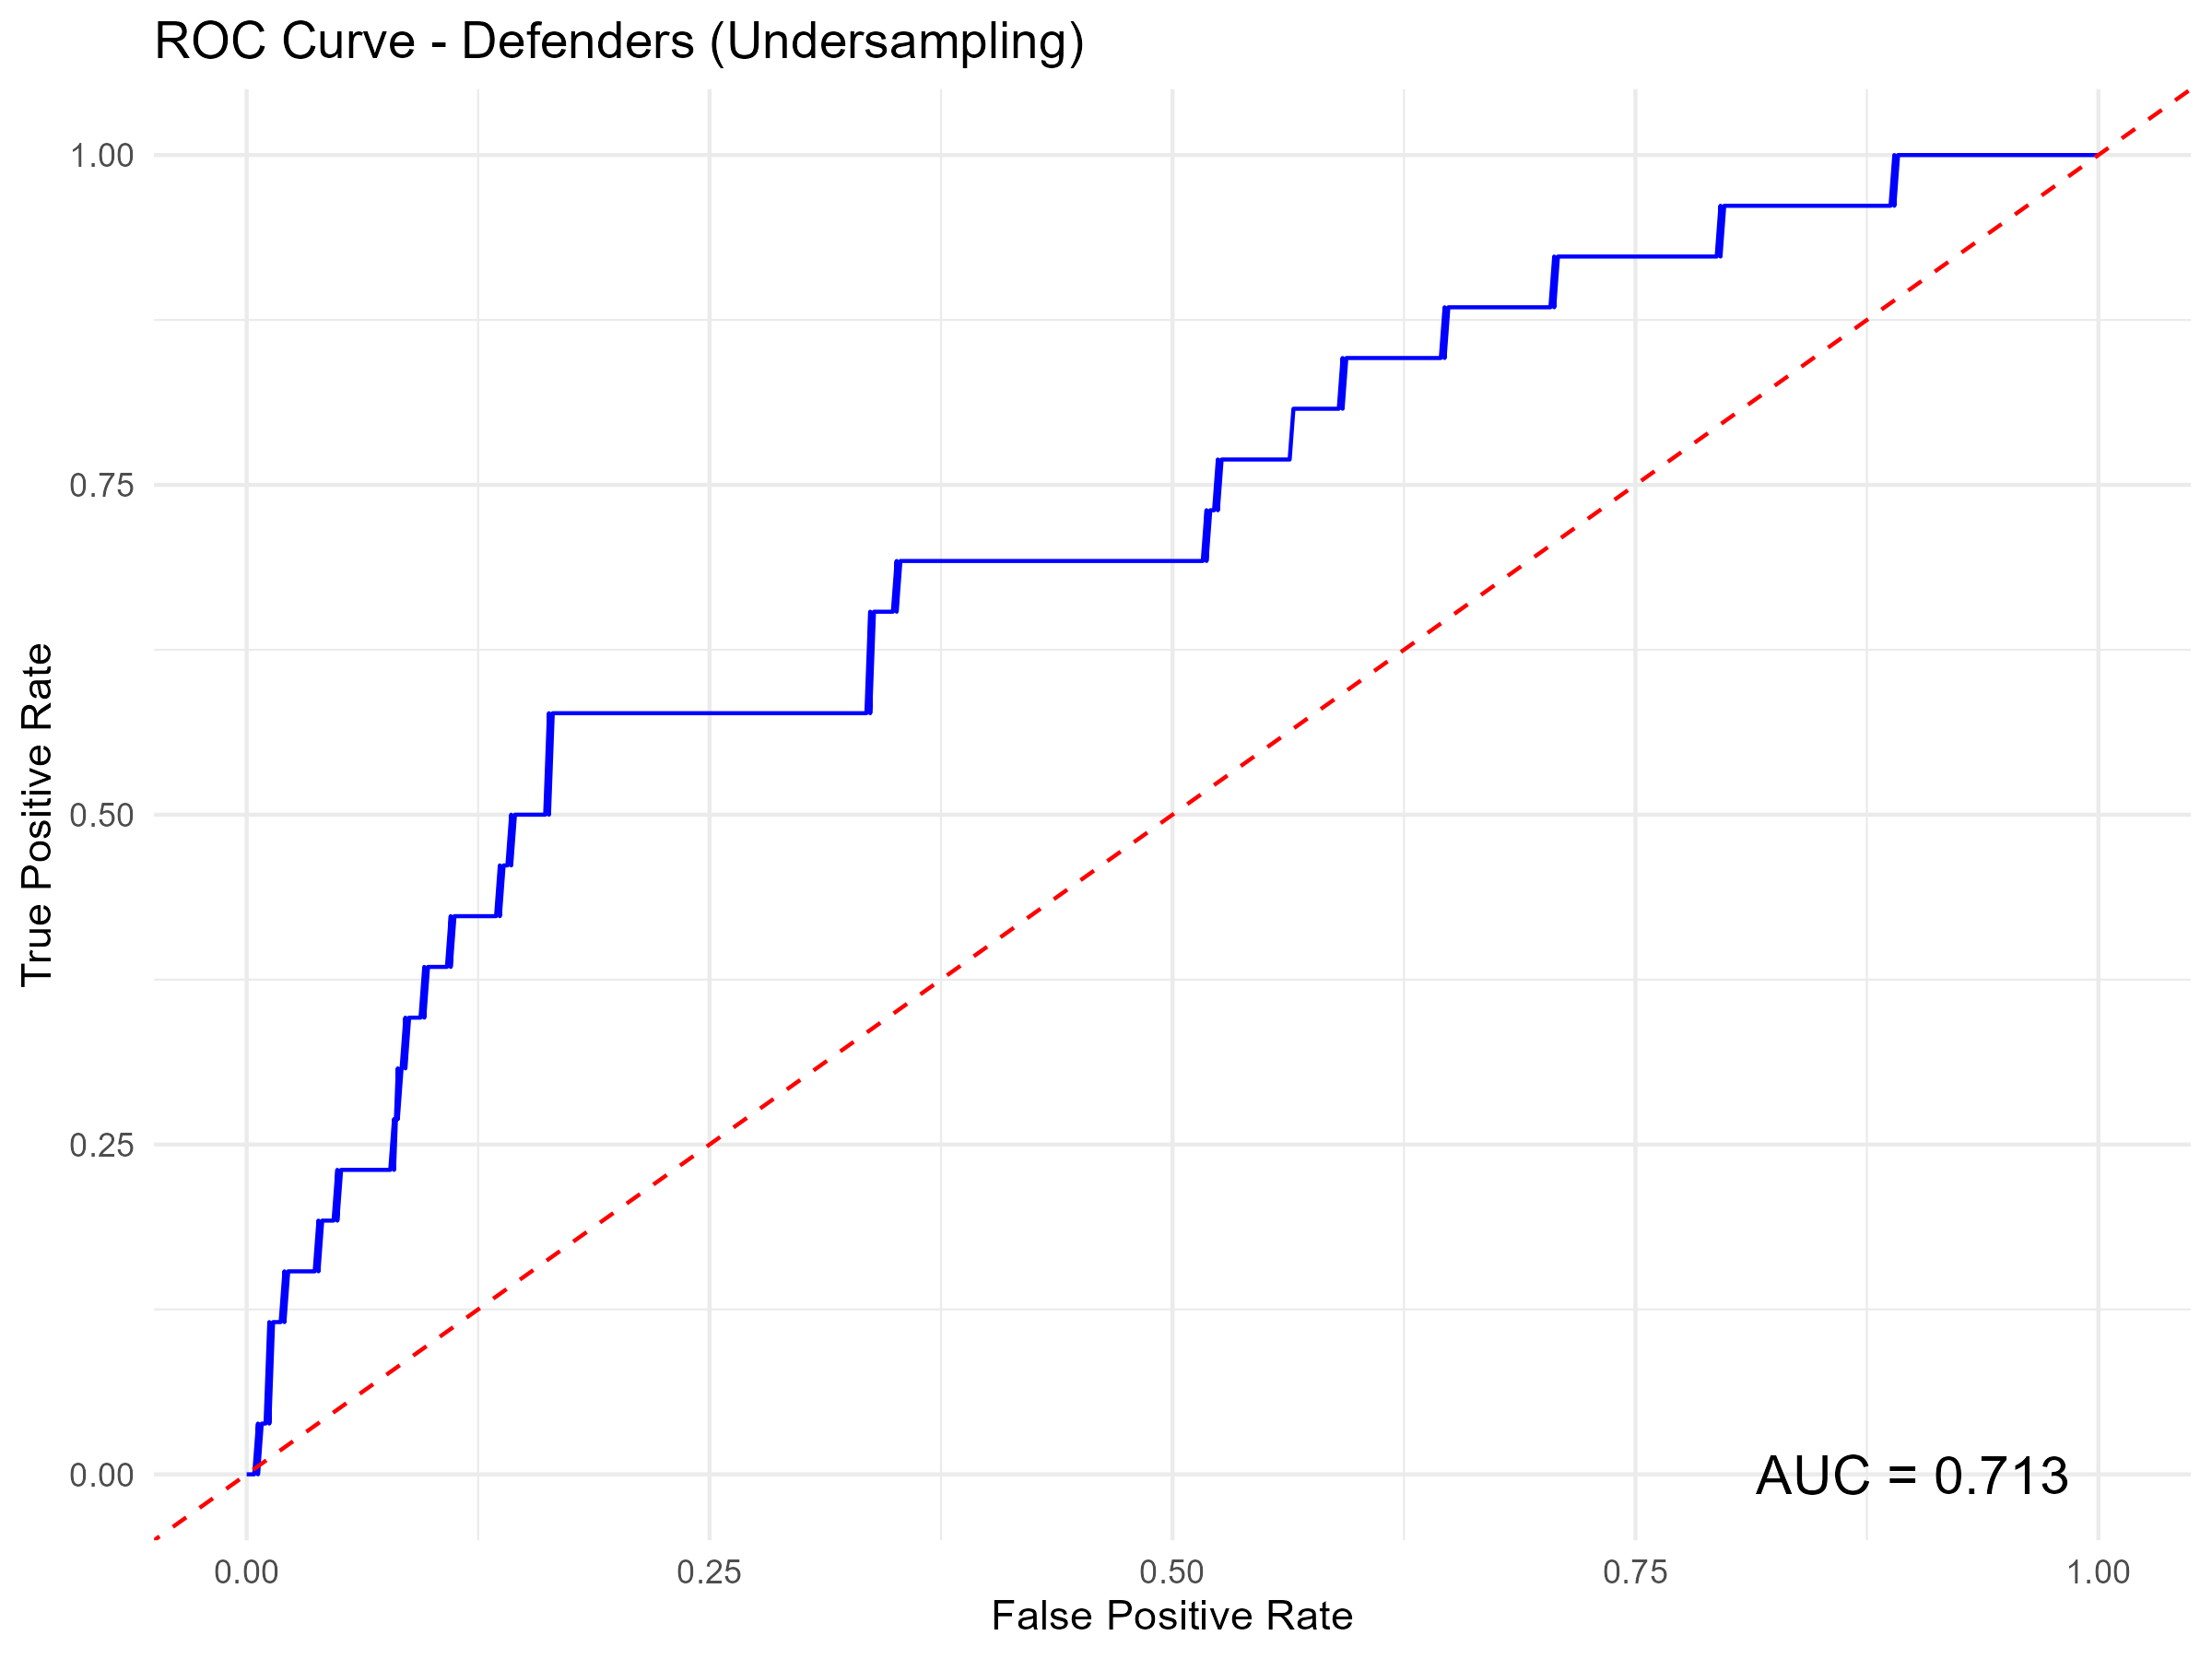 ROC Curve - Defenders (Undersampling)
True Positive Rate
1.00
0.75
0.50
0.25
0.00
AUC = 0.713
0.00 0.25 0.50 0.75 1.00
False Positive Rate